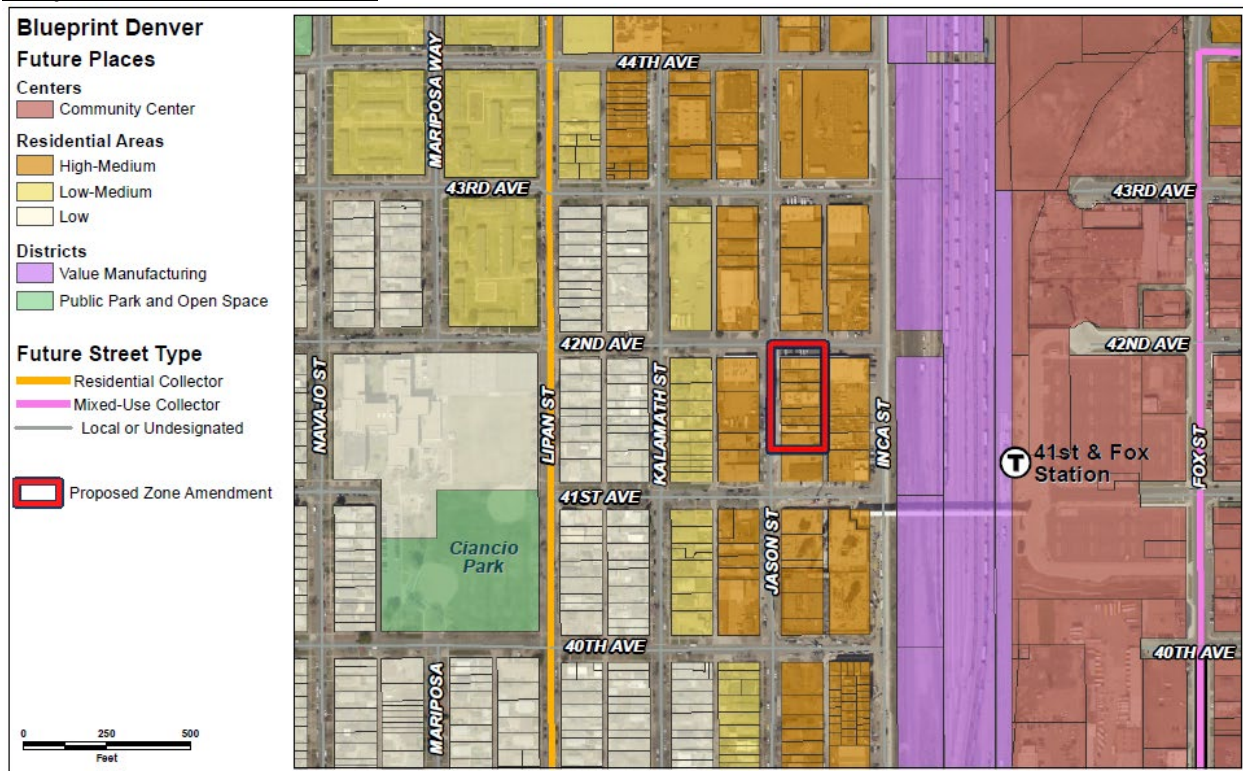 Blueprint Denver
Future Places
Centers
Community Center
Residential Areas
High-Medium
Low-Medium
Low
Districts
Value Manufacturing
Public Park and Open Space
Future Street Type
Residential Collector
Mixed-Use Collector
Local or Undesignated
Proposed Zone Amendment
0 250 500
Feet
MARIPOSA WAY
44TH AVE
43RD AVE
43RD AVE
42ND AVE
42ND AVE
NAVAJO ST
LIPAN ST
KALAMATH ST
INCA ST
T
41st & Fox
Station
FOX ST
41ST AVE
JASON ST
Ciancio
Park
40TH AVE
40TH AVE
MARIPOSA